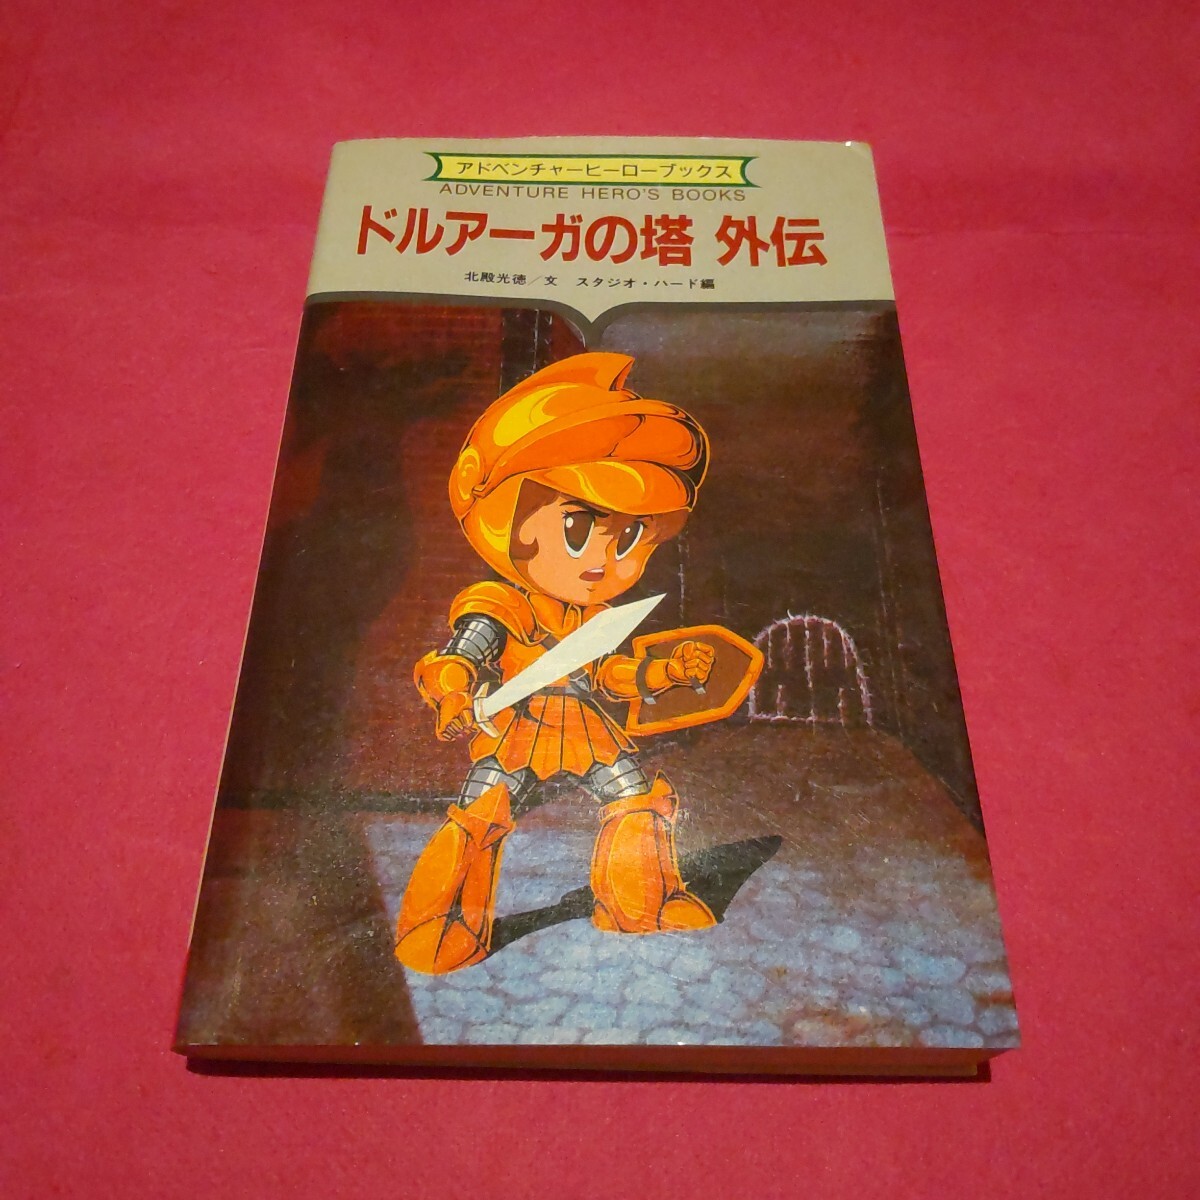 アドベンチャーヒーローブックス
ADVENTURE HERO'S BOOKS
ドルアーガの塔 外伝
北殿光徳／文 スタジオ・ハード編